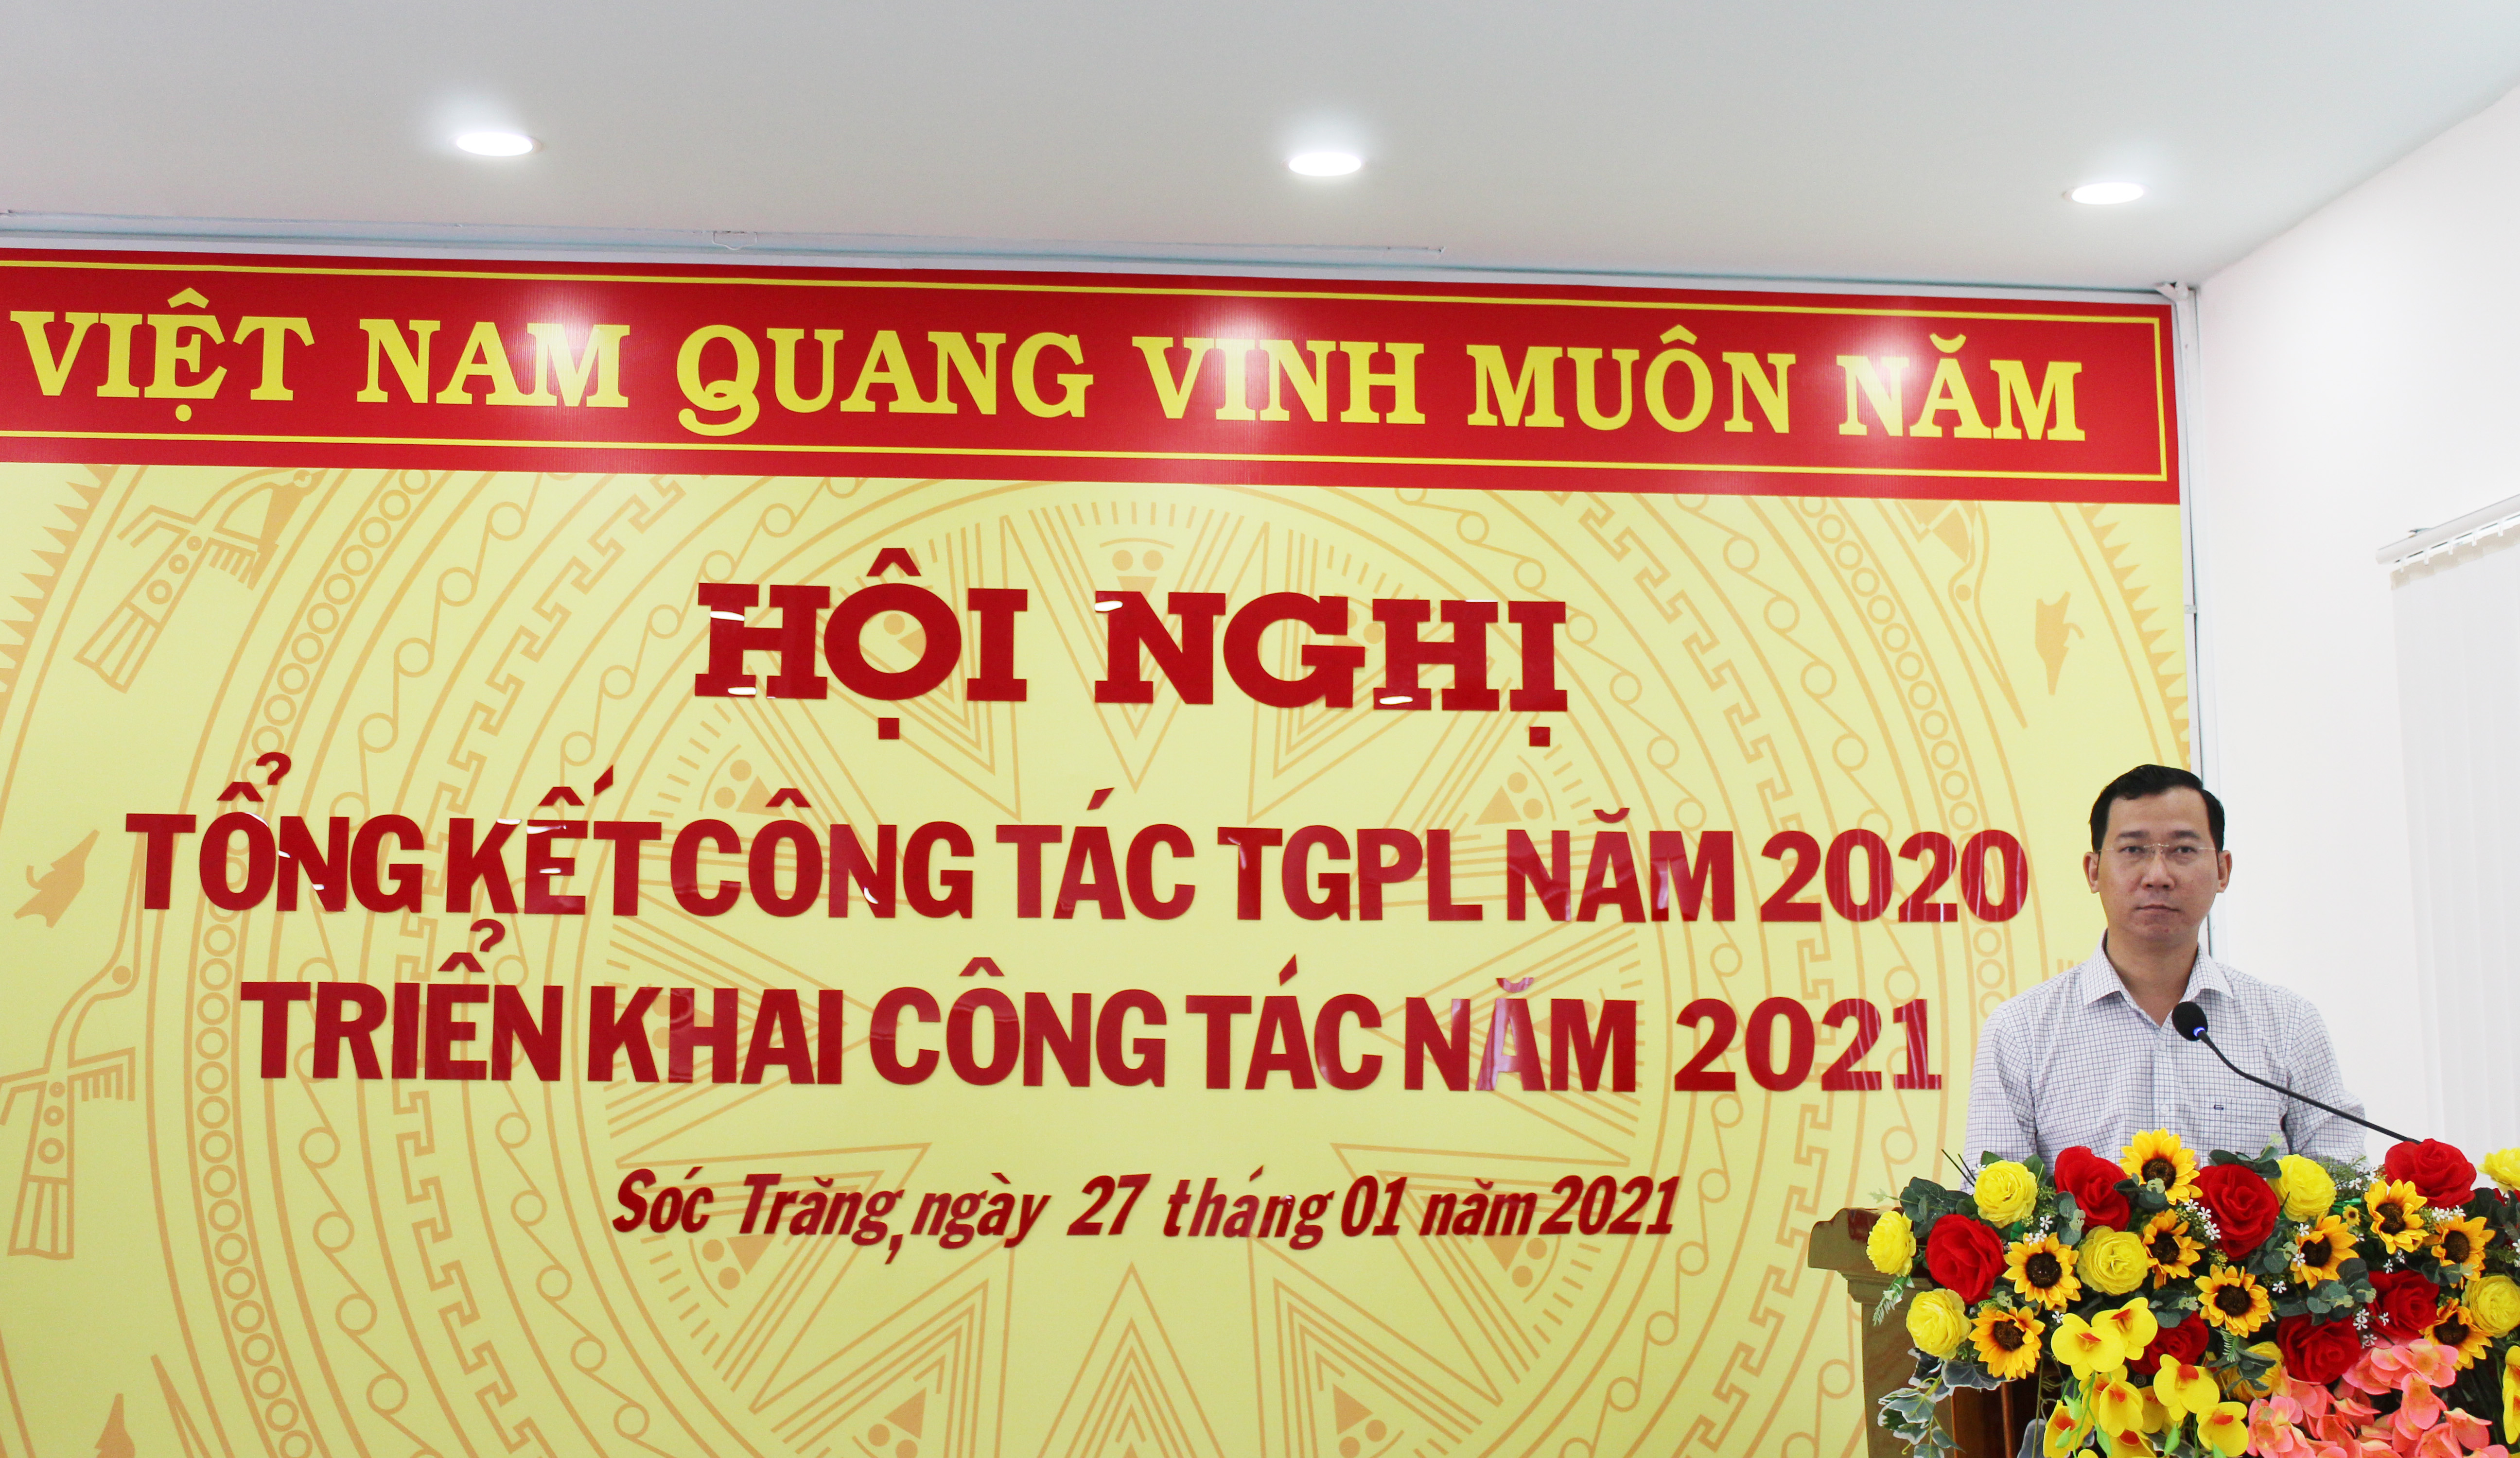 VIỆT NAM QUANG VINH MUÔN NĂM
HỘI NGHỊ
TỔNG KẾT CÔNG TÁC TGPL NĂM 2020
TRIỂN KHAI CÔNG TÁC NĂM 2021
Sóc Trăng, ngày 27 tháng 01 năm 2021